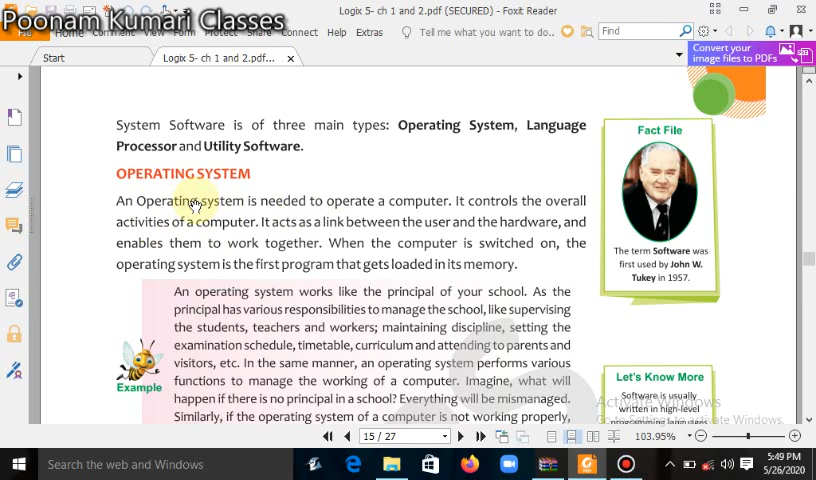 Poonam Kumari Classes
Logix 5- ch 1 and 2.pdf (SECURED) - Foxit Reader
File
Home Comment View Form Protect Share Connect Help Extras Tell me what you want to do.. Find
Start
Logix 5- ch 1 and 2.pdf...
Convert your
image files to PDFs
System Software is of three main types: Operating System, Language
Processor and Utility Software.
OPERATING SYSTEM
An Operating system is needed to operate a computer. It controls the overall
activities of a computer. It acts as a link between the user and the hardware, and
enables them to work together. When the computer is switched on, the
operating system is the first program that gets loaded in its memory.
An operating system works like the principal of your school. As the
principal has various responsibilities to manage the school, like supervising
the students, teachers and workers; maintaining discipline, setting the
examination schedule, timetable, curriculum and attending to parents and
visitors, etc. In the same manner, an operating system performs various
functions to manage the working of a computer. Imagine, what will
happen if there is no principal in a school? Everything will be mismanaged.
Similarly, if the operating system of a computer is not working properly,
Example
Fact File
The term Software was
first used by John W.
Tukey in 1957.
Let's Know More
Software is usually
written in high-level
programming languages
Activate Windows
Go to Settings to activate Windows.
15 / 27
103.95%
Search the web and Windows
5:49 PM
5/26/2020